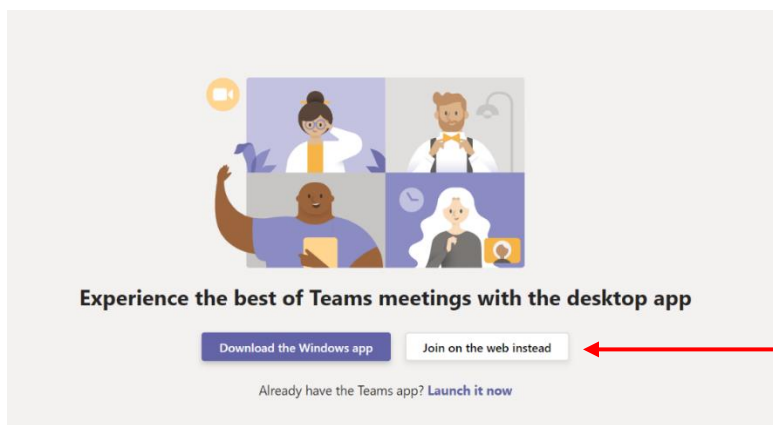 Experience the best of Teams meetings with the desktop app
Download the Windows app
Join on the web instead
Already have the Teams app? Launch it now